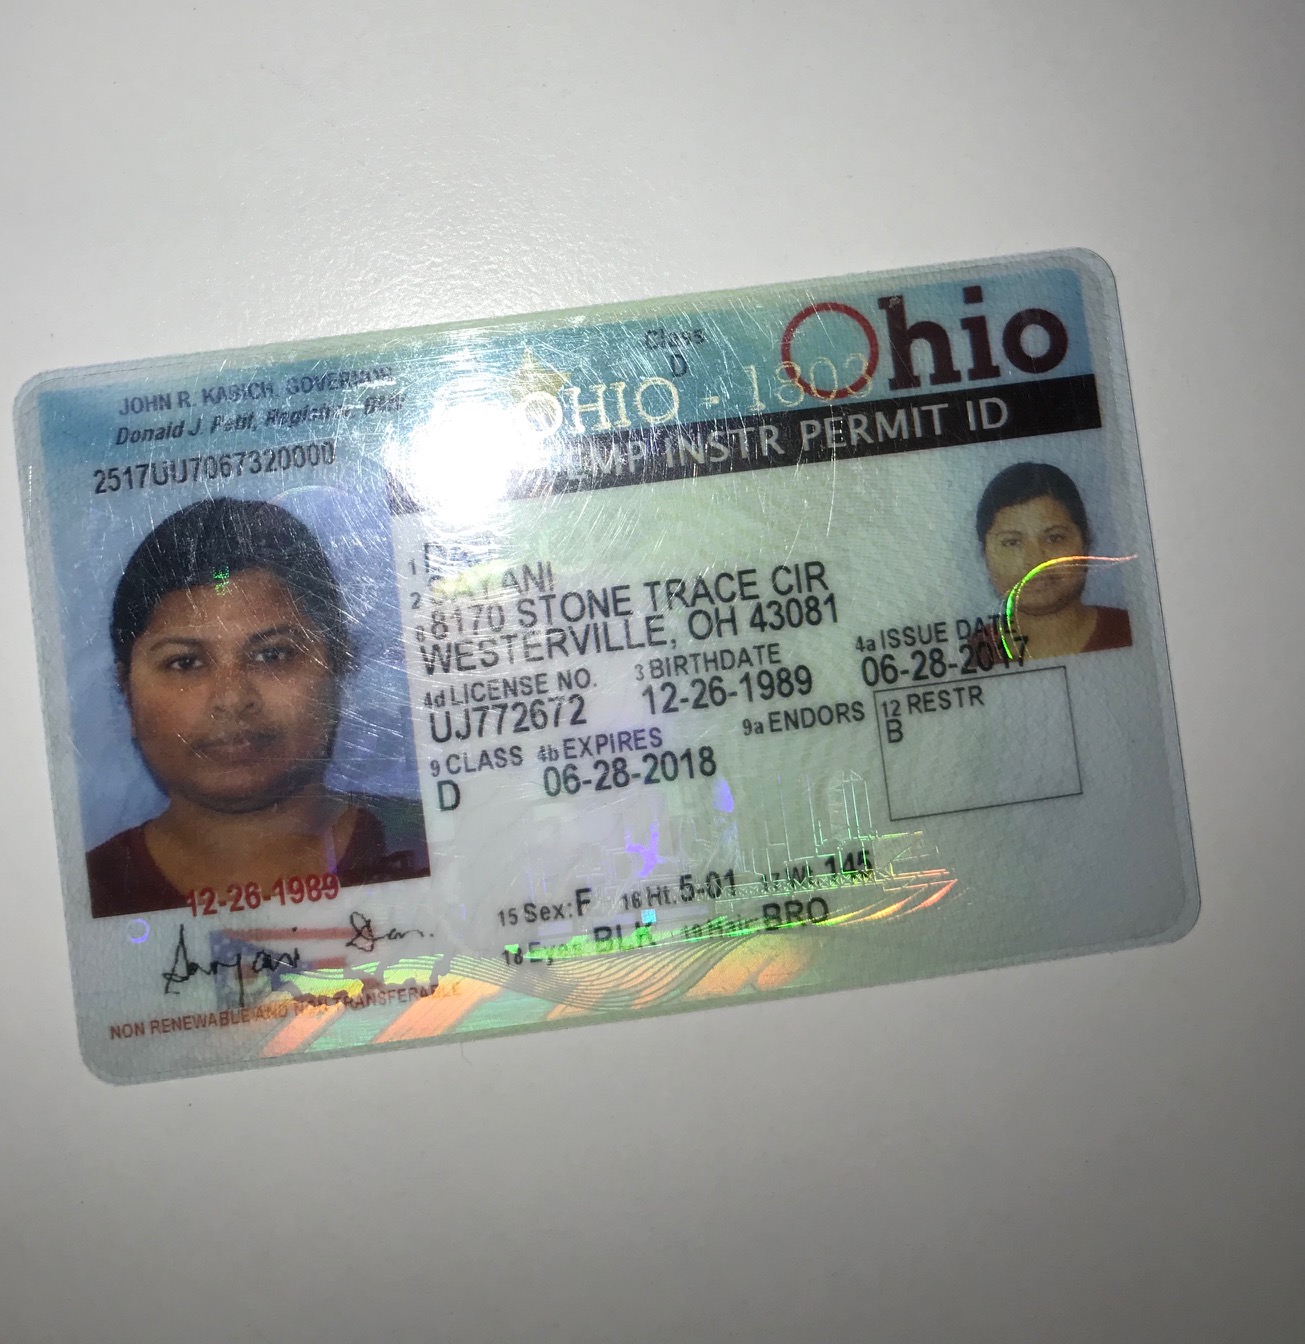 Ohio
Class
D
OHIO - 1803
INSTR PERMIT ID
JOHN R. KASICH, GOVERNOR
Donald J. Petit, Registrar BMV
2517UU7067320000
1
2 SAYANI
8 8170 STONE TRACE CIR
WESTERVILLE, OH 43081
4d LICENSE NO. 3 BIRTHDATE 4a ISSUE DATE
UJ772672 12-26-1989 06-28-2017
9 CLASS 4b EXPIRES 9a ENDORS 12 RESTR
D 06-28-2018 B
12-26-1989
15 Sex: F 16 Ht. 5-01 17 Wt. 145
18 Eyes BLK 19 Hair BRO
Sayani
NON RENEWABLE AND NON TRANSFERABLE